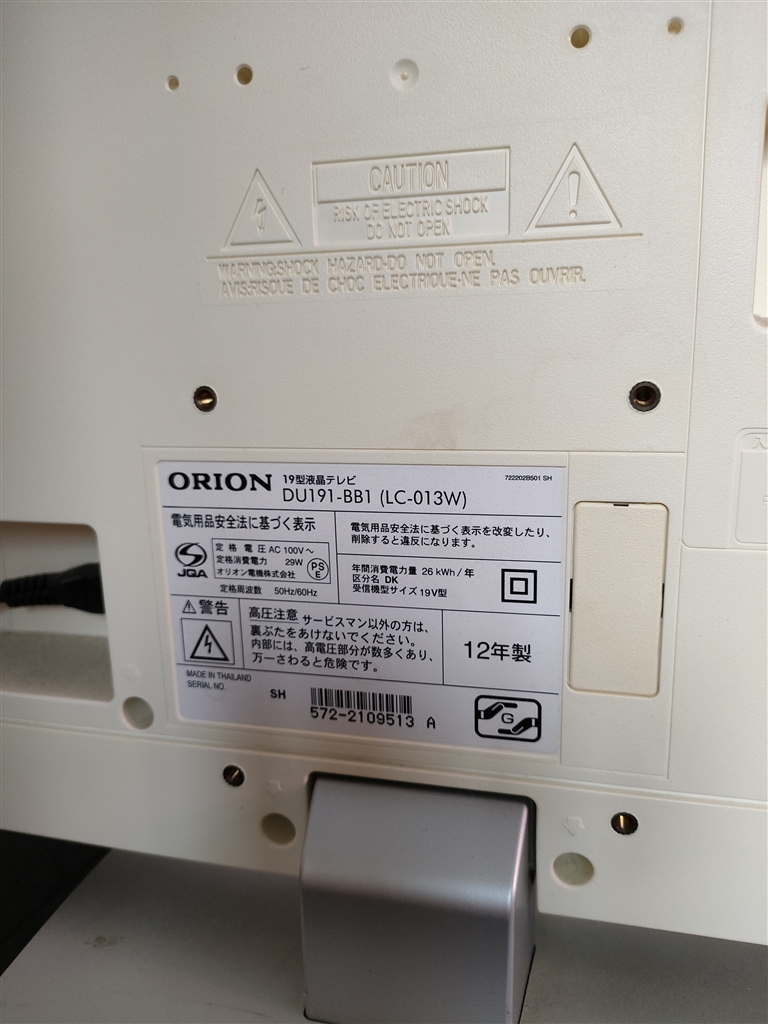 CAUTION
RISK OF ELECTRIC SHOCK
DO NOT OPEN
WARNING:SHOCK HAZARD-DO NOT OPEN.
AVIS:RISQUE DE CHOC ELECTRIQUE-NE PAS OUVRIR.
ORION 19型液晶テレビ
DU191-BB1 (LC-013W)
722202B501 SH
電気用品安全法に基づく表示
JQA
定格電圧 AC 100V～
定格消費電力 29W
オリオン電機株式会社
PS
E
定格周波数 50Hz/60Hz
電気用品安全法に基づく表示を改変したり、
削除すると違反になります。
年間消費電力量 26 kWh/年
区分名 DK
受信機型サイズ 19V型
警告
高圧注意 サービスマン以外の方は、
裏ぶたをあけないでください。
内部には、高電圧部分が数多くあり、
万一さわると危険です。
12年製
MADE IN THAILAND
SERIAL NO.
SH
572-2109513 A
G
入